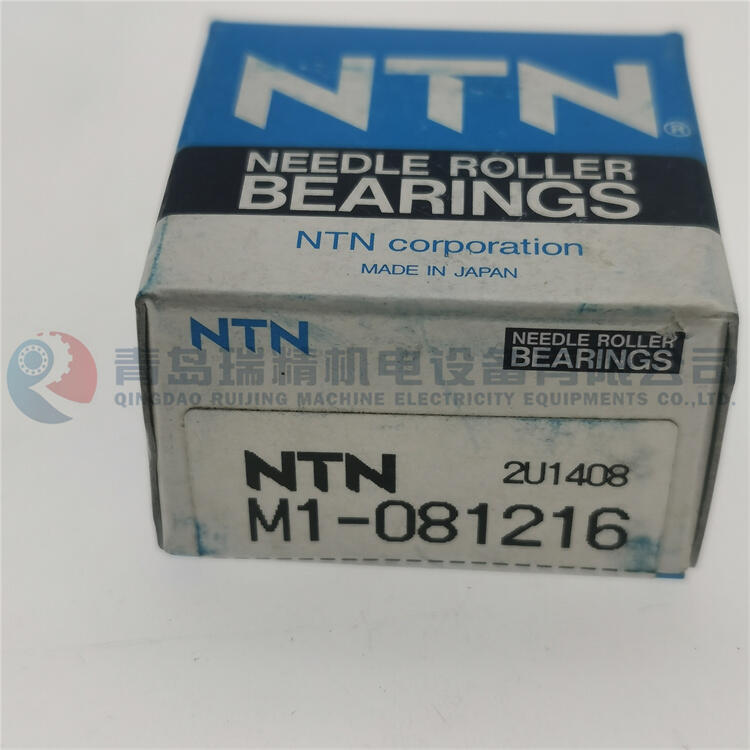 NTN®
NEEDLE ROLLER
BEARINGS
NTN corporation
MADE IN JAPAN
NTN
NEEDLE ROLLER
BEARINGS
青岛瑞精机电设备有限公司
QINGDAO RUIJING MACHINE ELECTRICITY EQUIPMENTS CO.,LTD.
NTN 2U1408
M1-081216